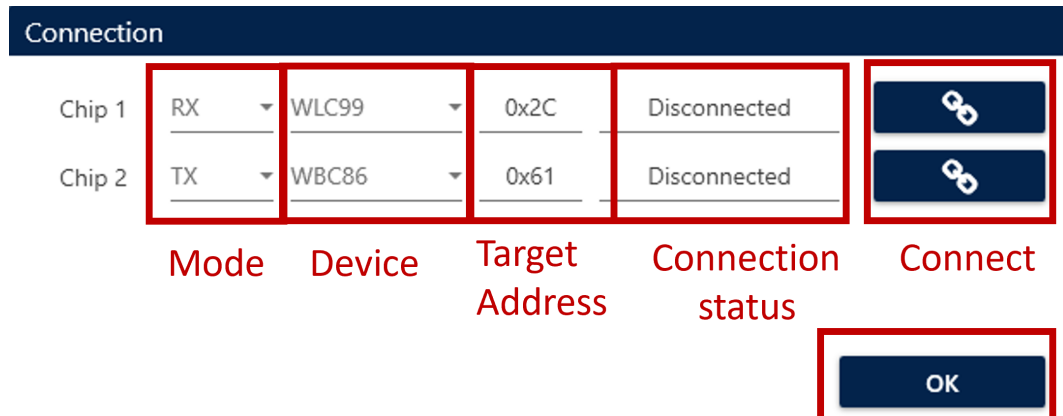 Connection
Chip 1 RX WLC99 0x2C Disconnected
Chip 2 TX WBC86 0x61 Disconnected
Mode Device Target Address Connection status Connect
OK